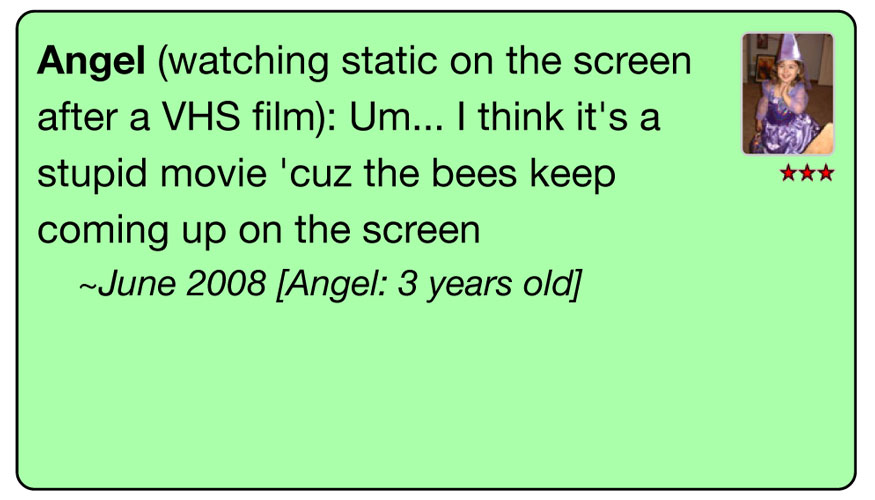 Angel (watching static on the screen
after a VHS film): Um... I think it's a
stupid movie 'cuz the bees keep
coming up on the screen
~June 2008 [Angel: 3 years old]